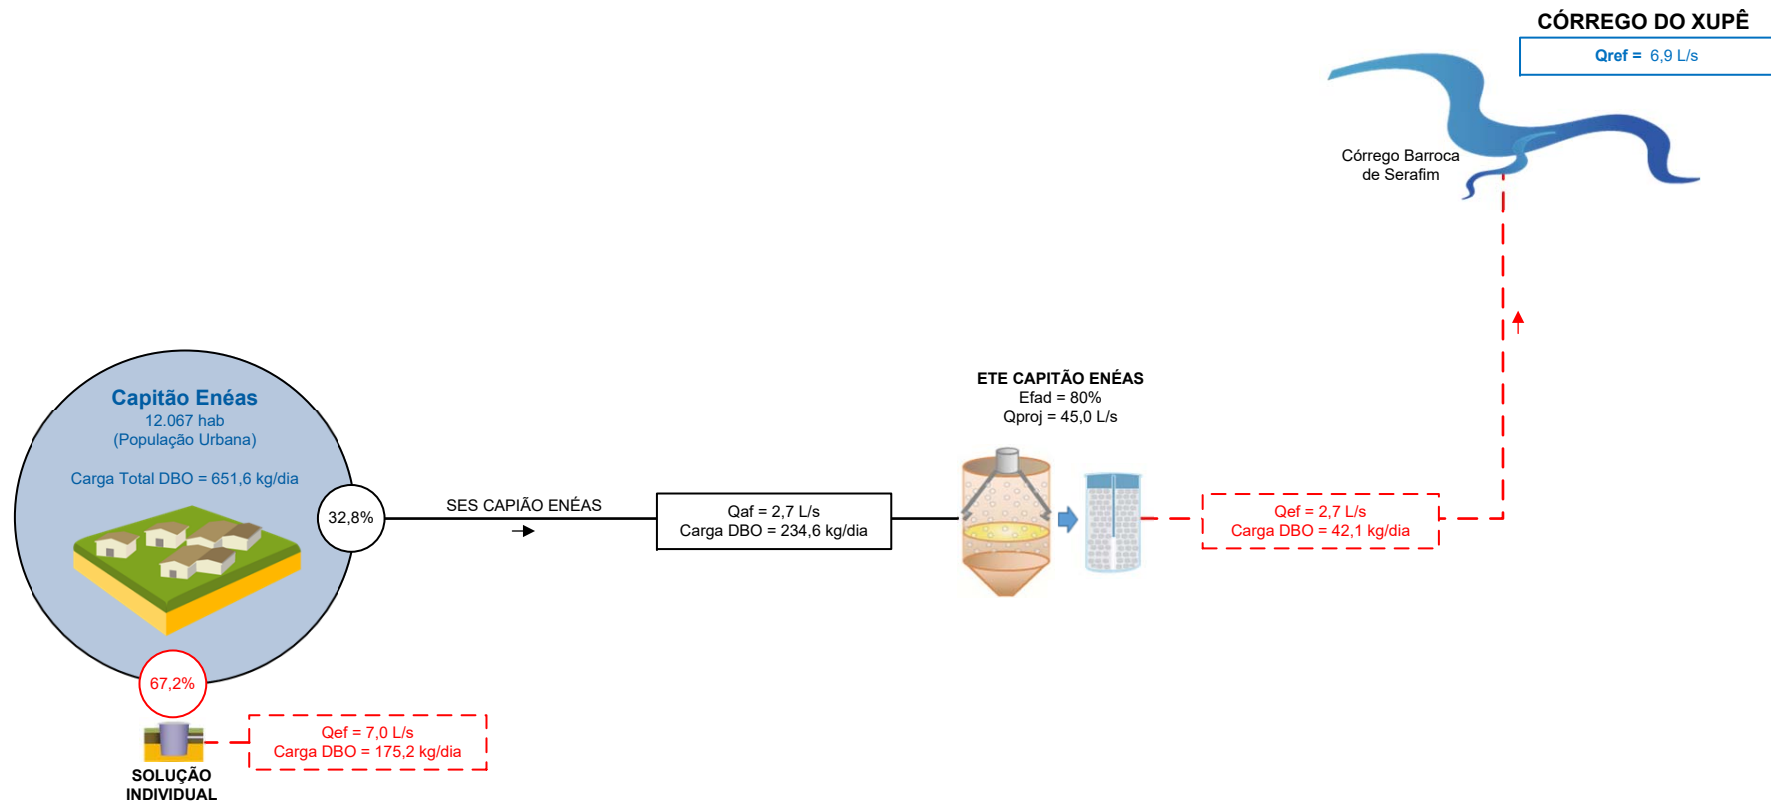 CÓRREGO DO XUPÊ
Qref = 6,9 L/s
Córrego Barroca
de Serafim
Capitão Enéas
12.067 hab
(População Urbana)
Carga Total DBO = 651,6 kg/dia
32,8%
SES CAPIÃO ENÉAS
Qaf = 2,7 L/s
Carga DBO = 234,6 kg/dia
ETE CAPITÃO ENÉAS
Efad = 80%
Qproj = 45,0 L/s
Qef = 2,7 L/s
Carga DBO = 42,1 kg/dia
67,2%
Qef = 7,0 L/s
Carga DBO = 175,2 kg/dia
SOLUÇÃO
INDIVIDUAL